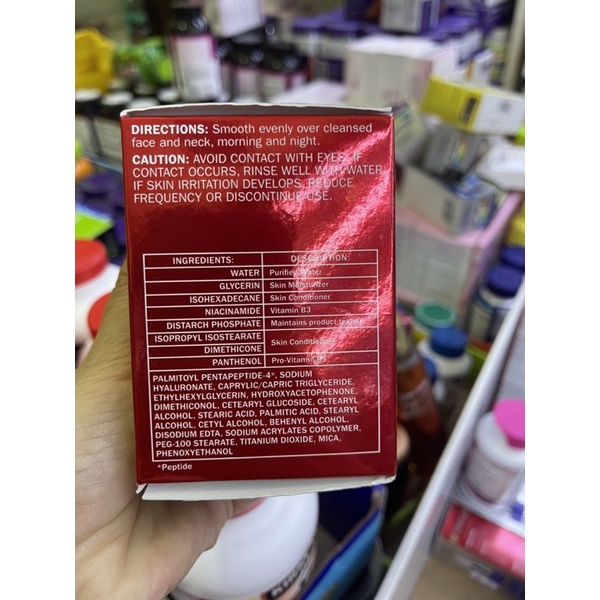 DIRECTIONS: Smooth evenly over cleansed
face and neck, morning and night.
CAUTION: AVOID CONTACT WITH EYES. IF
CONTACT OCCURS, RINSE WELL WITH WATER.
IF SKIN IRRITATION DEVELOPS, REDUCE
FREQUENCY OR DISCONTINUE USE.
INGREDIENTS: DESCRIPTION:
WATER Purified Water
GLYCERIN Skin Moisturizer
ISOHEXADECANE Skin Conditioner
NIACINAMIDE Vitamin B3
DISTARCH PHOSPHATE Maintains product texture
ISOPROPYL ISOSTEARATE
DIMETHICONE Skin Conditioners
PANTHENOL Pro-Vitamin B5
PALMITOYL PENTAPEPTIDE-4*, SODIUM
HYALURONATE, CAPRYLIC/CAPRIC TRIGLYCERIDE,
ETHYLHEXYLGLYCERIN, HYDROXYACETOPHENONE,
DIMETHICONOL, CETEARYL GLUCOSIDE, CETEARYL
ALCOHOL, STEARIC ACID, PALMITIC ACID, STEARYL
ALCOHOL, CETYL ALCOHOL, BEHENYL ALCOHOL,
DISODIUM EDTA, SODIUM ACRYLATES COPOLYMER,
PEG-100 STEARATE, TITANIUM DIOXIDE, MICA,
PHENOXYETHANOL
*Peptide